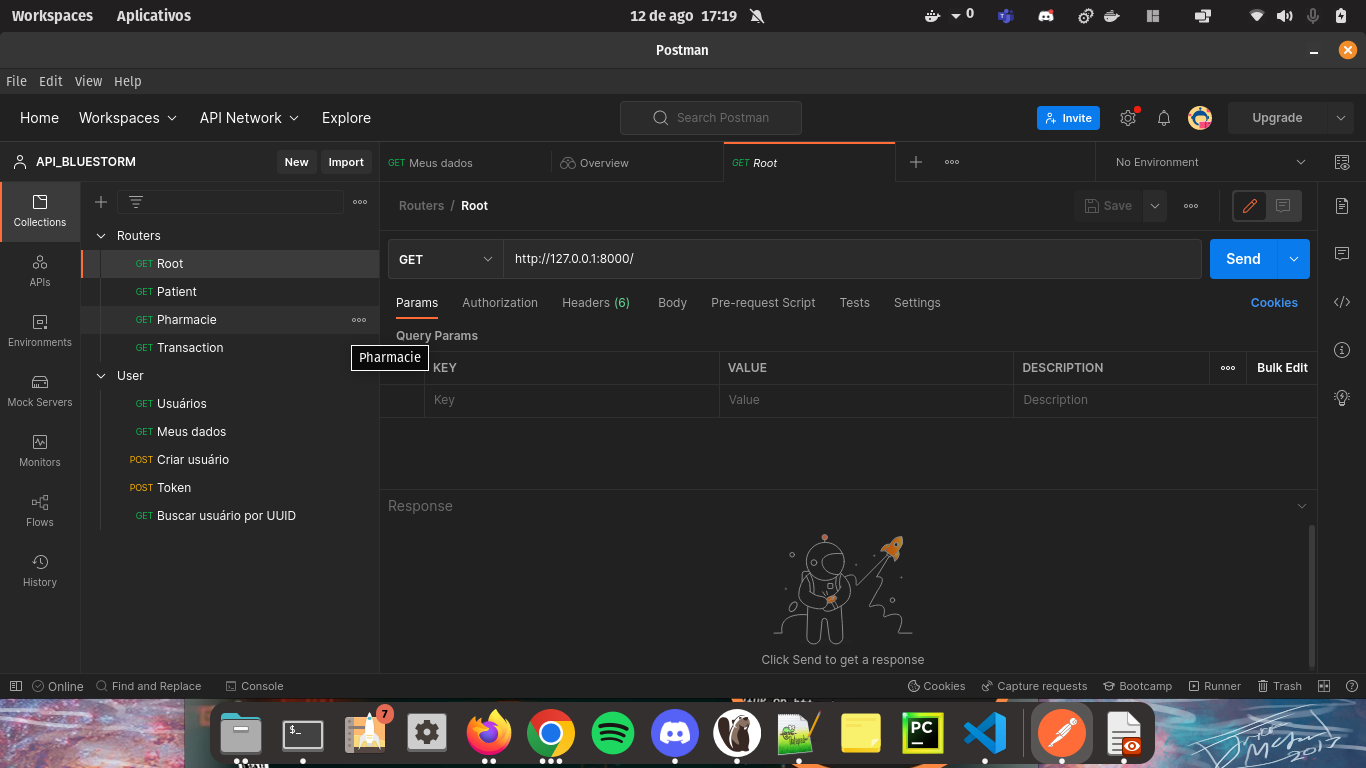 Workspaces Aplicativos 12 de ago 17:19 0
Postman
File Edit View Help
Home Workspaces API Network Explore Search Postman Invite Upgrade
API_BLUESTORM New Import GET Meus dados Overview GET Root No Environment
Collections
APIs
Environments
Mock Servers
Monitors
Flows
History
Routers
GET Root
GET Patient
GET Pharmacie
GET Transaction
User
GET Usuários
GET Meus dados
POST Criar usuário
POST Token
GET Buscar usuário por UUID
Pharmacie
Routers / Root Save
GET http://127.0.0.1:8000/ Send
Params Authorization Headers (6) Body Pre-request Script Tests Settings Cookies
Query Params
KEY VALUE DESCRIPTION Bulk Edit
Key Value Description
Response
Click Send to get a response
Online Find and Replace Console Cookies Capture requests Bootcamp Runner Trash
$_ 7 PC